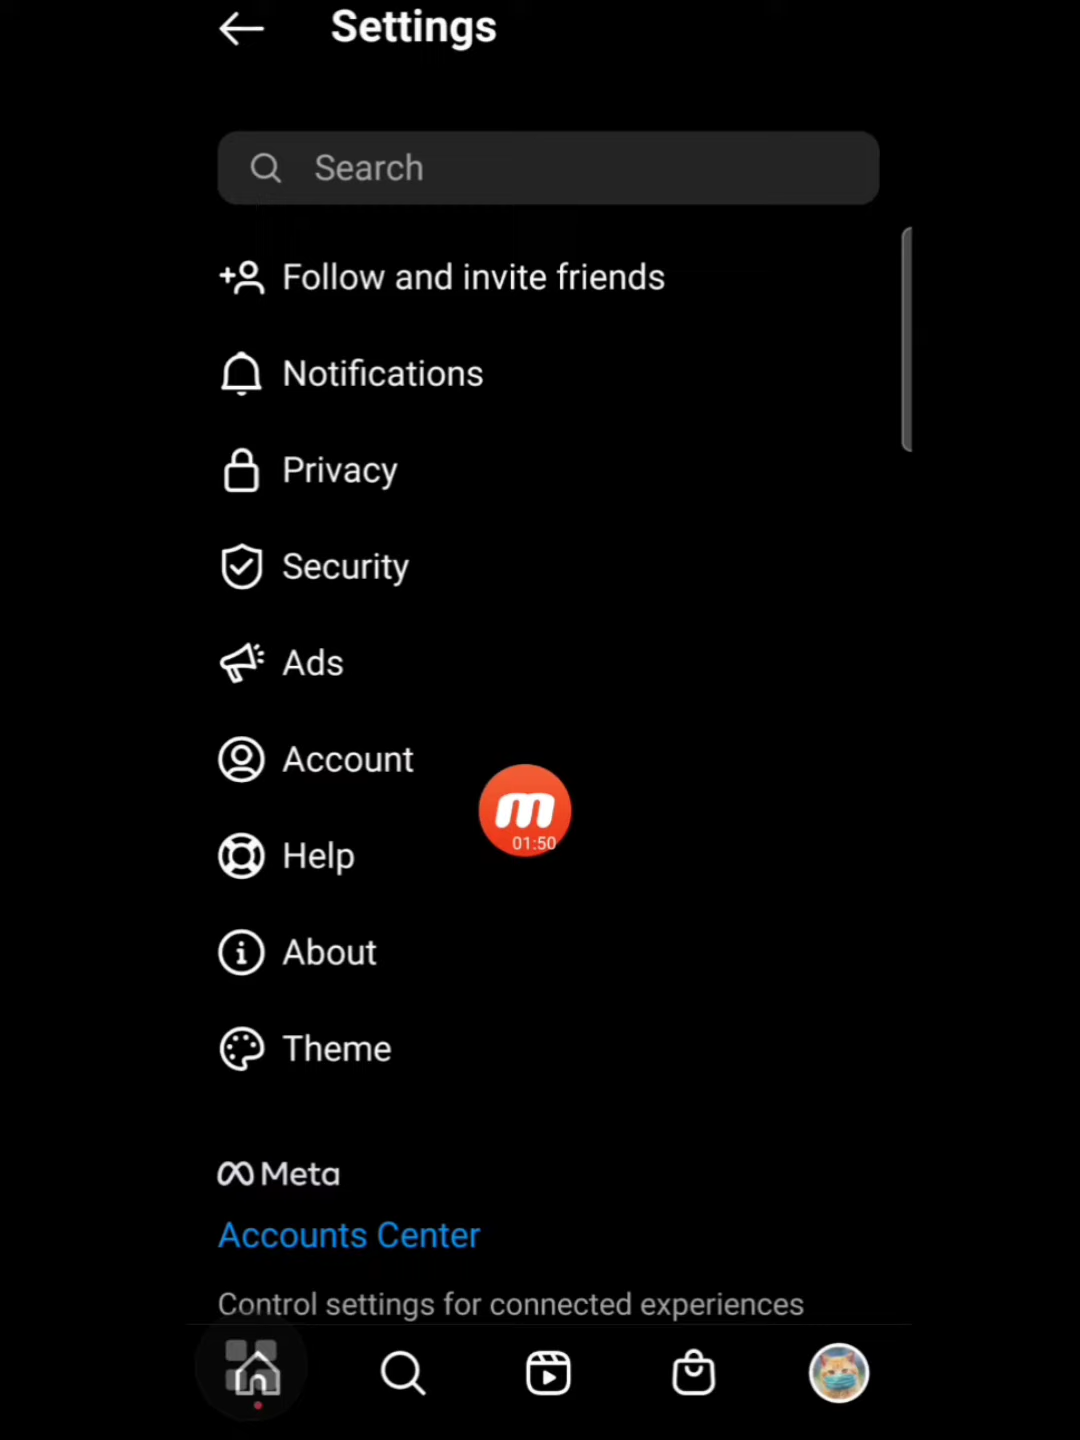 Settings
Search
Follow and invite friends
Notifications
Privacy
Security
Ads
Account
m
01:50
Help
About
Theme
Meta
Accounts Center
Control settings for connected experiences